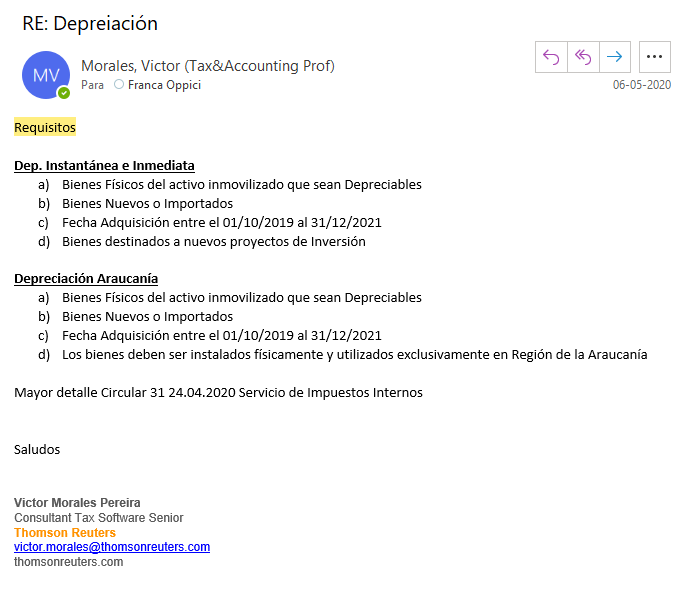 RE: Depreiación
MV
Morales, Victor (Tax&Accounting Prof)
Para Franca Oppici
06-05-2020
Requisitos
Dep. Instantánea e Inmediata
a) Bienes Físicos del activo inmovilizado que sean Depreciables
b) Bienes Nuevos o Importados
c) Fecha Adquisición entre el 01/10/2019 al 31/12/2021
d) Bienes destinados a nuevos proyectos de Inversión
Depreciación Araucanía
a) Bienes Físicos del activo inmovilizado que sean Depreciables
b) Bienes Nuevos o Importados
c) Fecha Adquisición entre el 01/10/2019 al 31/12/2021
d) Los bienes deben ser instalados físicamente y utilizados exclusivamente en Región de la Araucanía
Mayor detalle Circular 31 24.04.2020 Servicio de Impuestos Internos
Saludos
Victor Morales Pereira
Consultant Tax Software Senior
Thomson Reuters
victor.morales@thomsonreuters.com
thomsonreuters.com